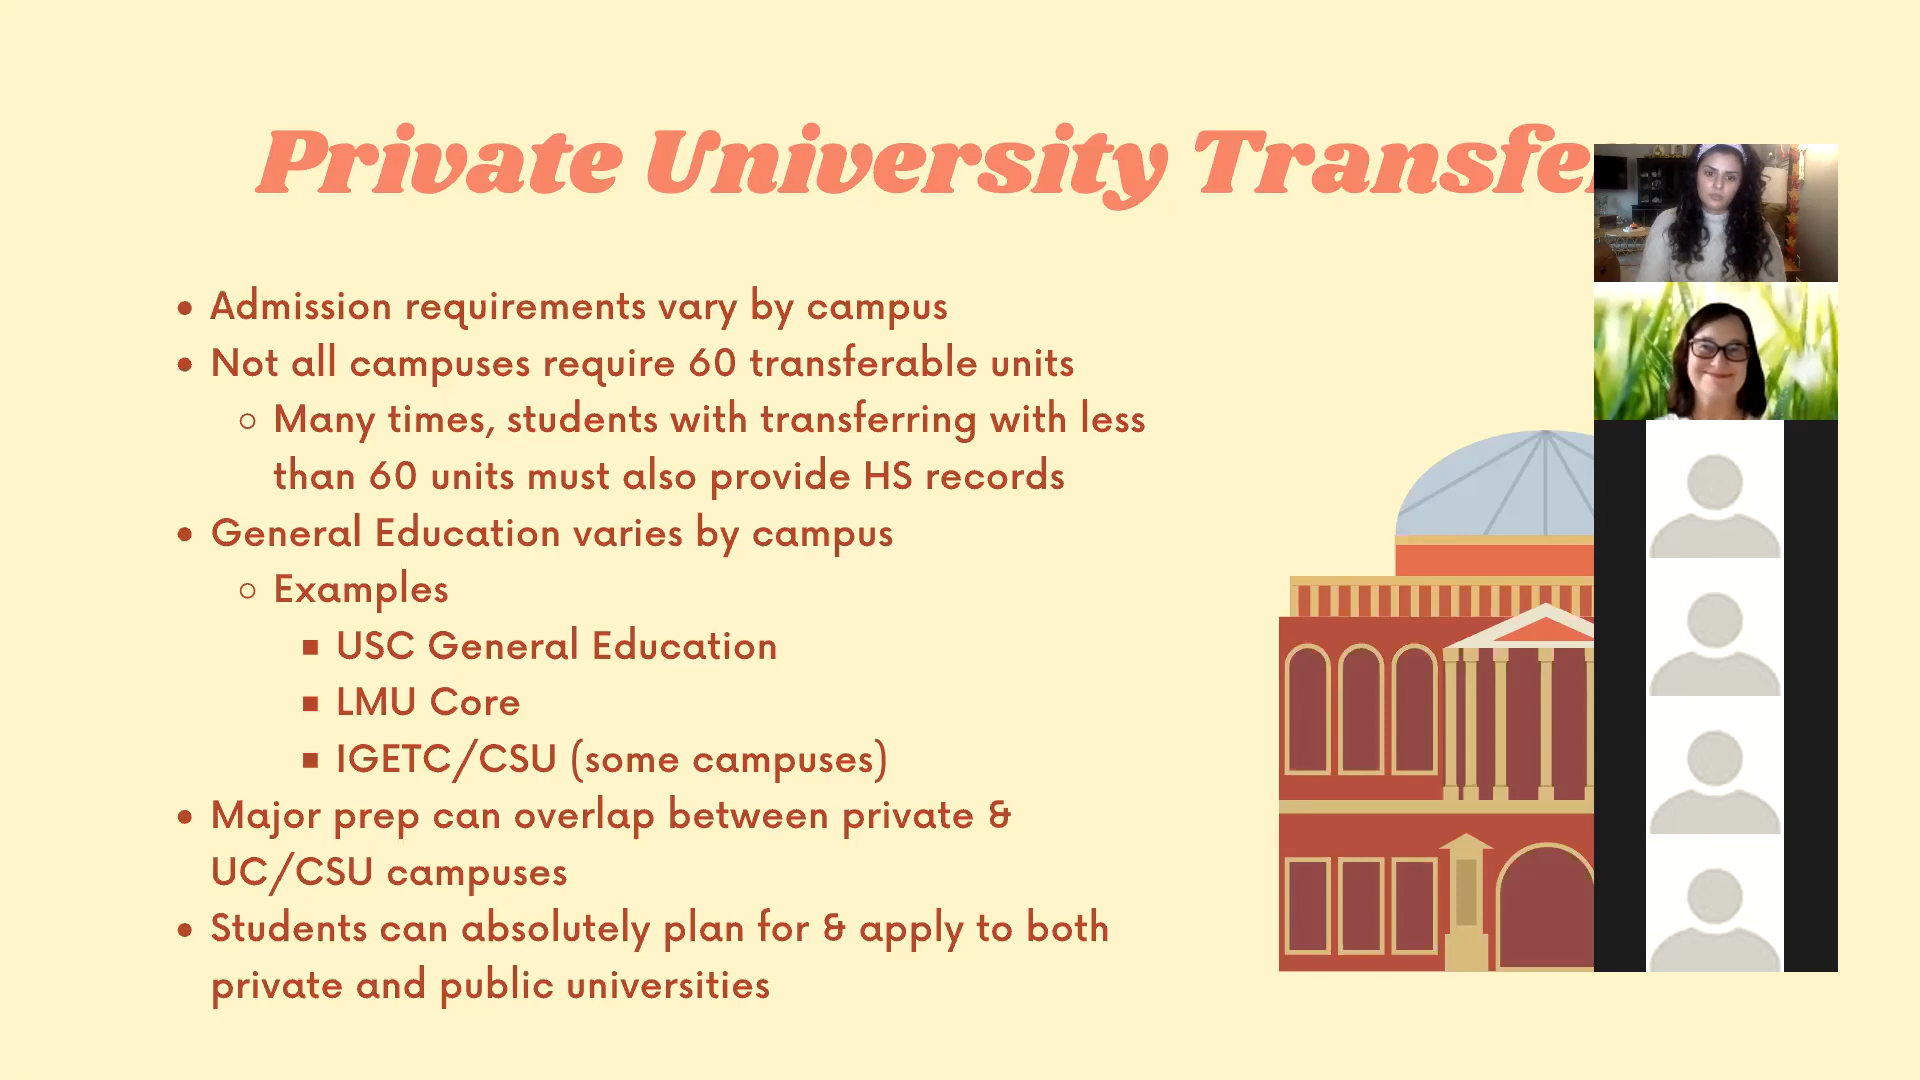 Private University Transfer
• Admission requirements vary by campus
• Not all campuses require 60 transferable units
○ Many times, students with transferring with less
than 60 units must also provide HS records
• General Education varies by campus
○ Examples
▪ USC General Education
▪ LMU Core
▪ IGETC/CSU (some campuses)
• Major prep can overlap between private &
UC/CSU campuses
• Students can absolutely plan for & apply to both
private and public universities